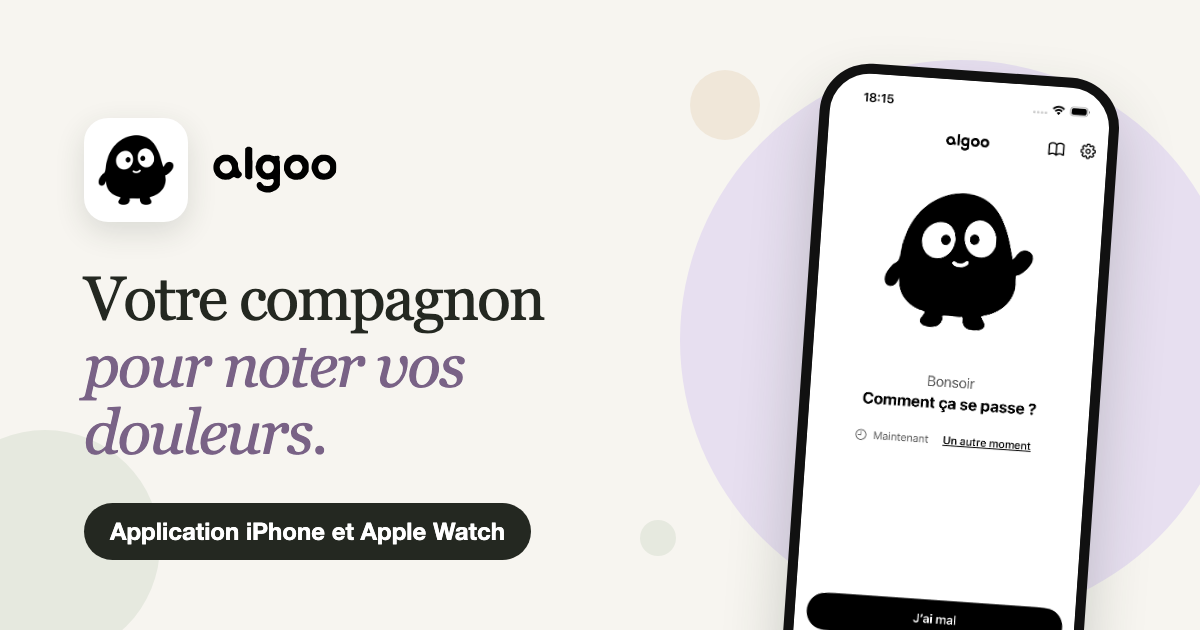 algoo
Votre compagnon
pour noter vos
douleurs.
Application iPhone et Apple Watch
18:15
algoo
Bonsoir
Comment ça se passe ?
Maintenant Un autre moment
J'ai mal